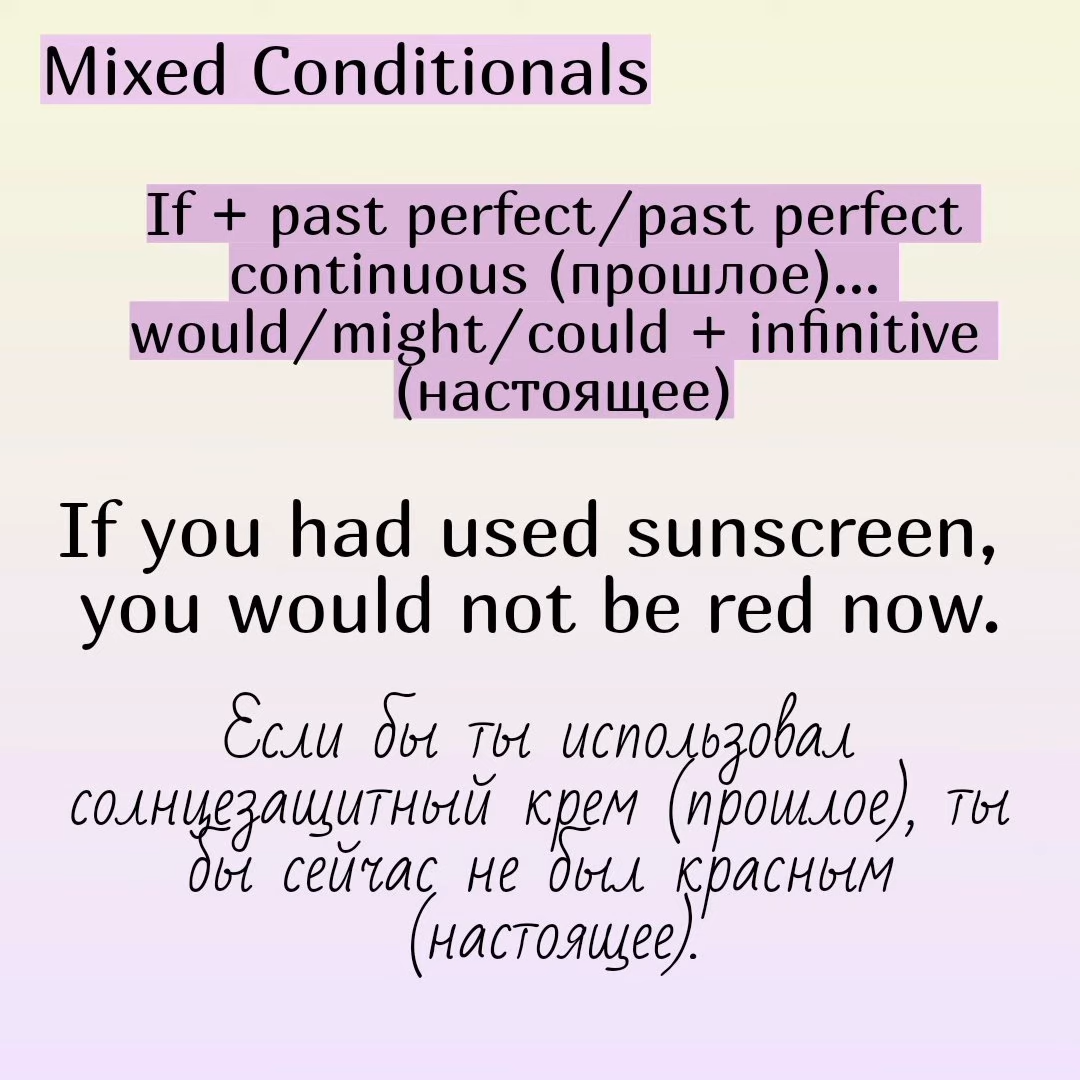 Mixed Conditionals
If + past perfect/past perfect
continuous (прошлое)...
would/might/could + infinitive
(настоящее)
If you had used sunscreen,
you would not be red now.
Если бы ты использовал
солнцезащитный крем (прошлое), ты
бы сейчас не был красным
(настоящее).